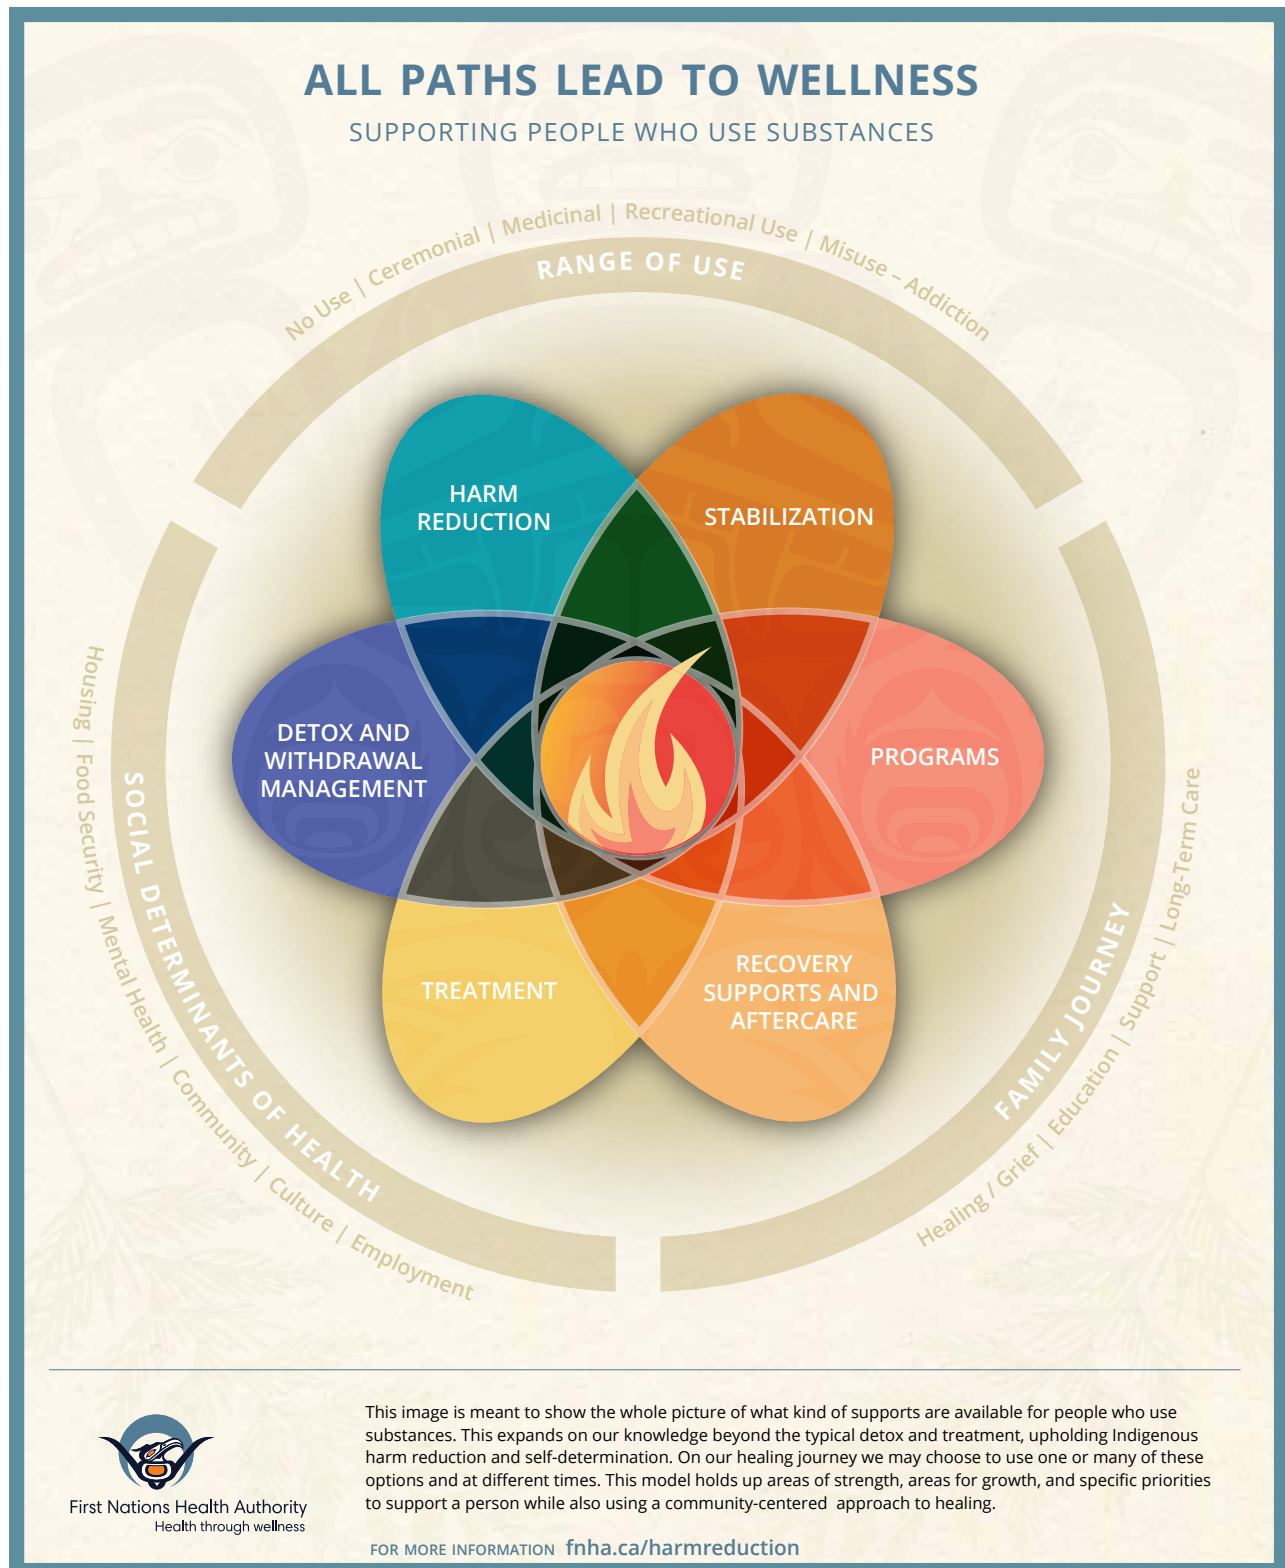 ALL PATHS LEAD TO WELLNESS
SUPPORTING PEOPLE WHO USE SUBSTANCES
No Use | Ceremonial | Medicinal | Recreational Use | Misuse – Addiction
RANGE OF USE
HARM
REDUCTION
STABILIZATION
DETOX AND
WITHDRAWAL
MANAGEMENT
PROGRAMS
TREATMENT
RECOVERY
SUPPORTS AND
AFTERCARE
SOCIAL DETERMINANTS OF HEALTH
Housing | Food Security | Mental Health | Community | Culture | Employment
FAMILY JOURNEY
Healing / Grief | Education | Support | Long-Term Care
First Nations Health Authority
Health through wellness
This image is meant to show the whole picture of what kind of supports are available for people who use
substances. This expands on our knowledge beyond the typical detox and treatment, upholding Indigenous
harm reduction and self-determination. On our healing journey we may choose to use one or many of these
options and at different times. This model holds up areas of strength, areas for growth, and specific priorities
to support a person while also using a community-centered approach to healing.
FOR MORE INFORMATION fnha.ca/harmreduction